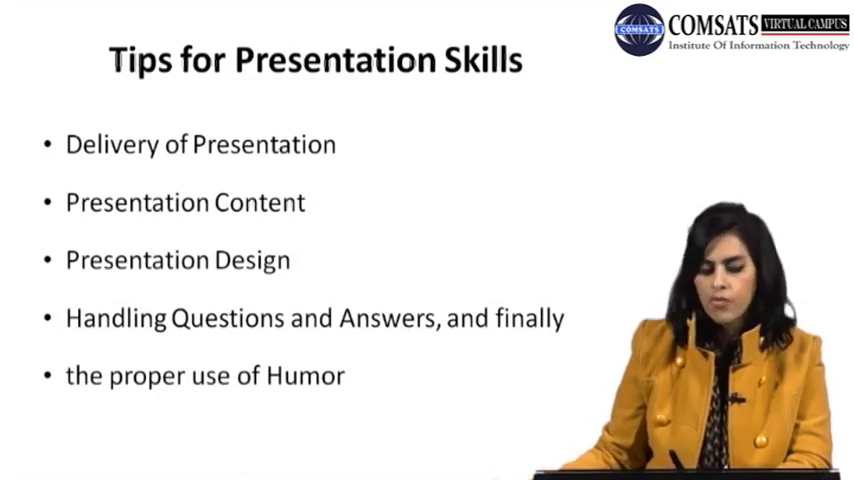 COMSATS VIRTUAL CAMPUS
Institute Of Information Technology
COMSATS
Tips for Presentation Skills
• Delivery of Presentation
• Presentation Content
• Presentation Design
• Handling Questions and Answers, and finally
• the proper use of Humor